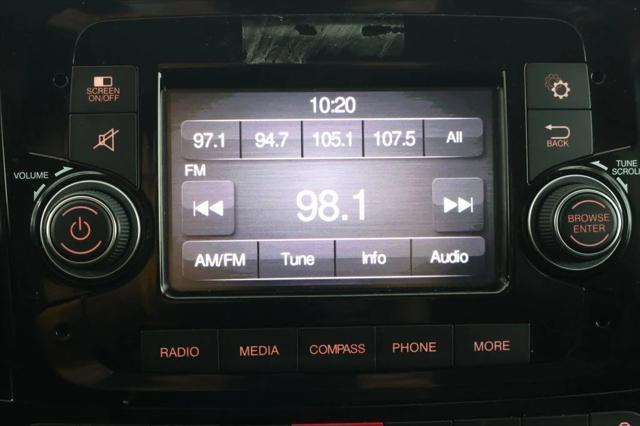 SCREEN
ON/OFF
VOLUME
10:20
97.1 94.7 105.1 107.5 All
FM
98.1
AM/FM Tune Info Audio
BACK
TUNE
SCROLL
BROWSE
ENTER
RADIO MEDIA COMPASS PHONE MORE